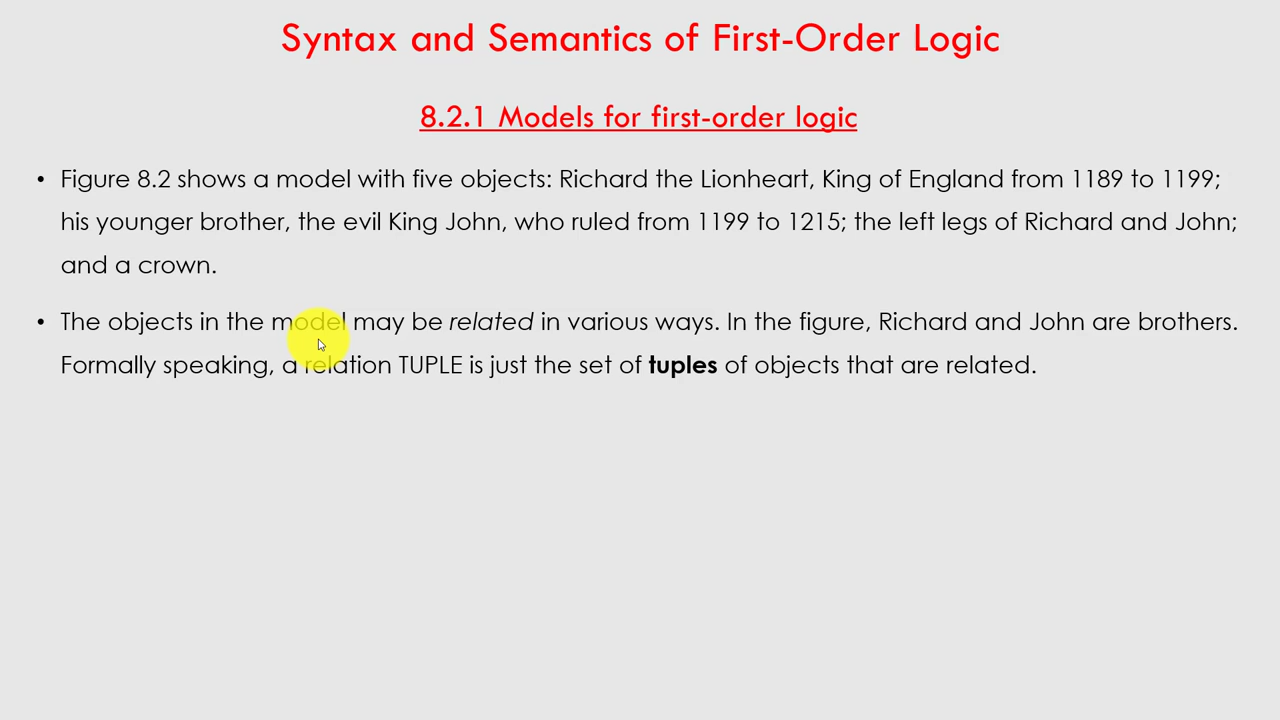 Syntax and Semantics of First-Order Logic
8.2.1 Models for first-order logic
• Figure 8.2 shows a model with five objects: Richard the Lionheart, King of England from 1189 to 1199;
his younger brother, the evil King John, who ruled from 1199 to 1215; the left legs of Richard and John;
and a crown.
• The objects in the model may be related in various ways. In the figure, Richard and John are brothers.
Formally speaking, a relation TUPLE is just the set of tuples of objects that are related.